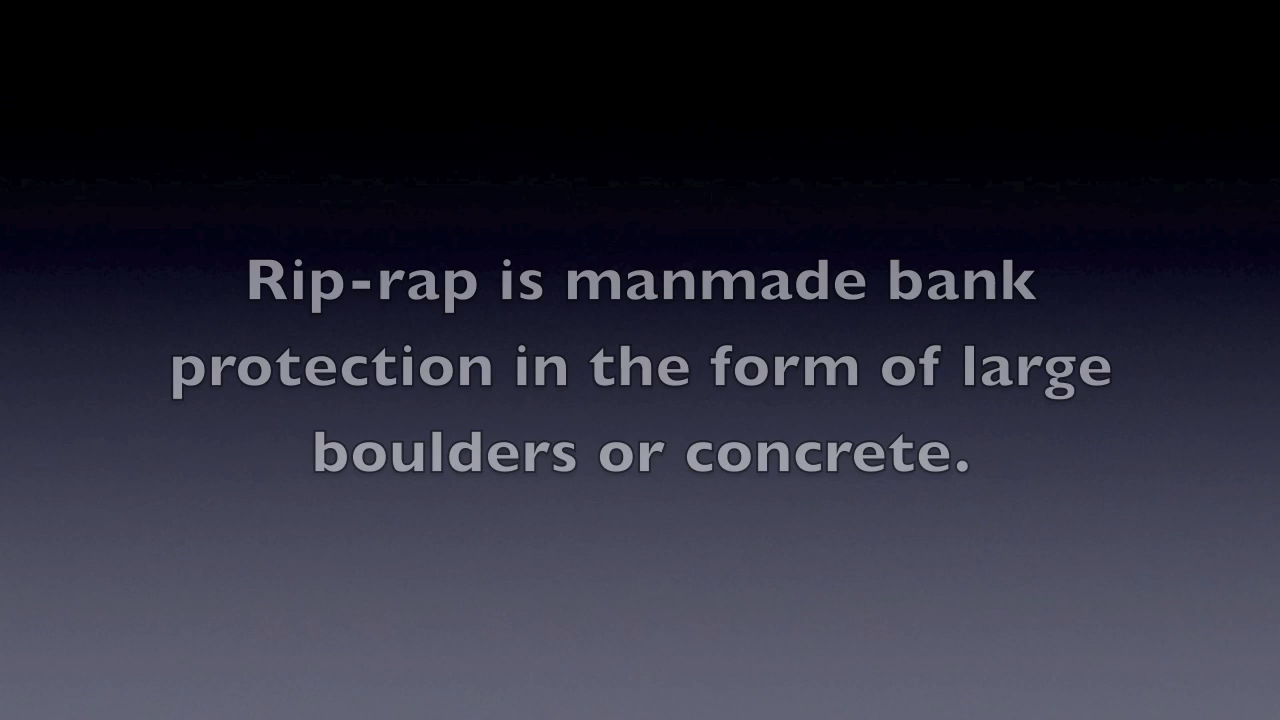 Rip-rap is manmade bank
protection in the form of large
boulders or concrete.